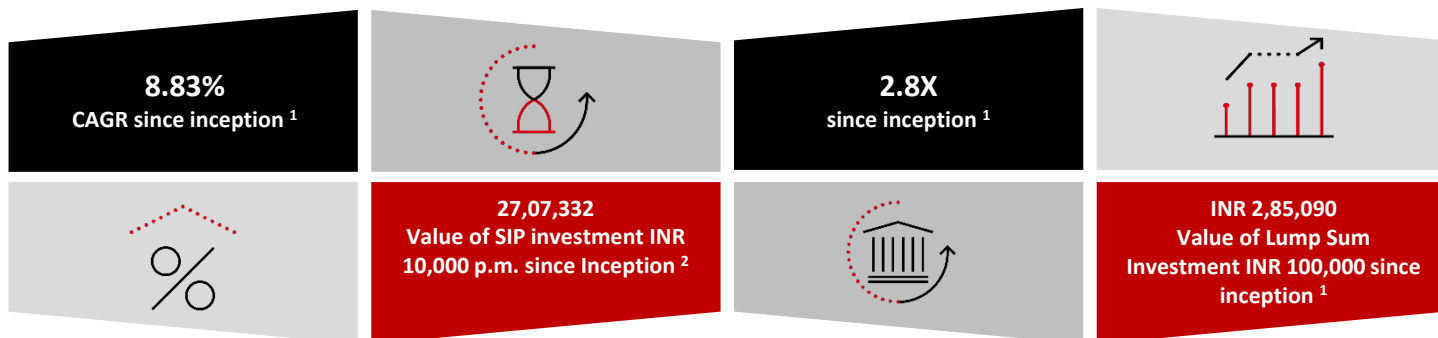 8.83%
CAGR since inception 1
2.8X
since inception 1
27,07,332
Value of SIP investment INR
10,000 p.m. since Inception 2
INR 2,85,090
Value of Lump Sum
Investment INR 100,000 since
inception 1